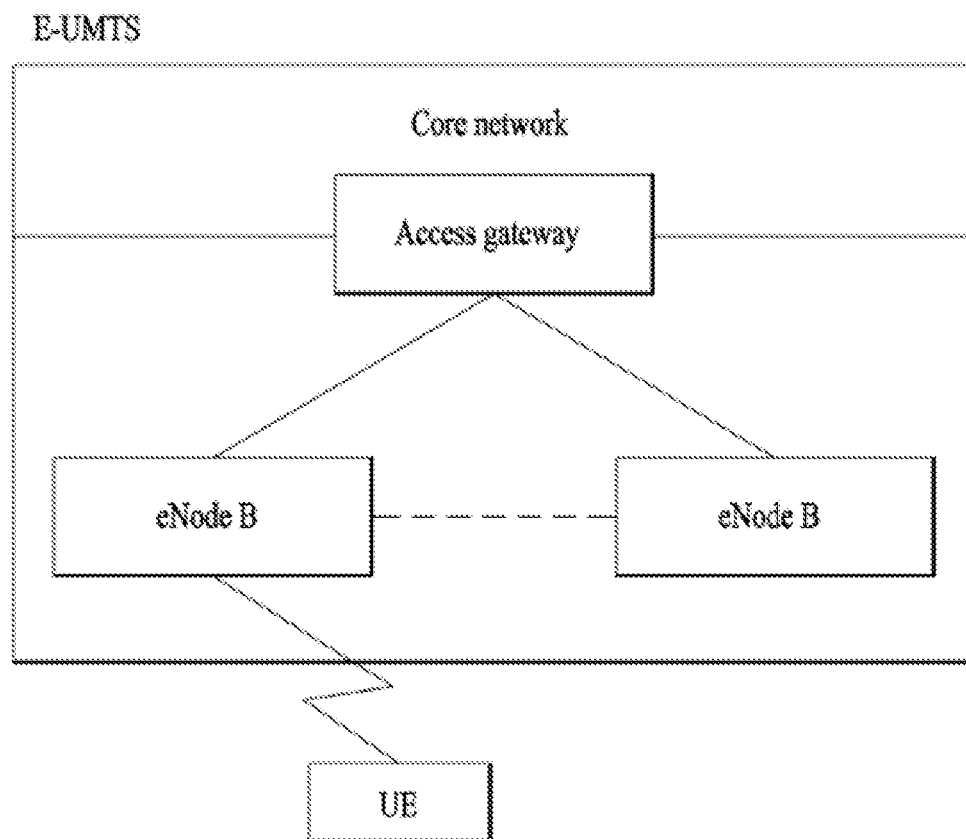 E-UMTS
Core network
Access gateway
eNode B
eNode B
UE